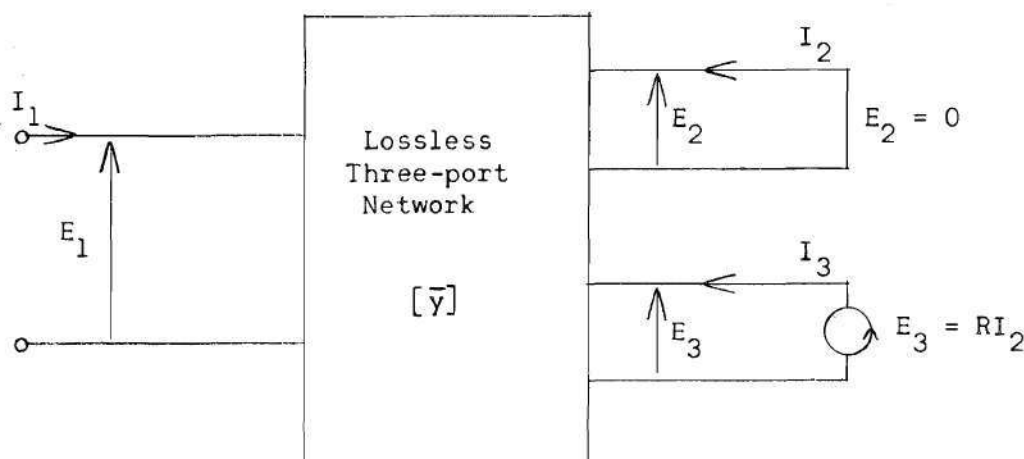 I1
E1
Lossless
Three-port
Network
[ȳ]
I2
E2
E2 = 0
I3
E3
E3 = RI2